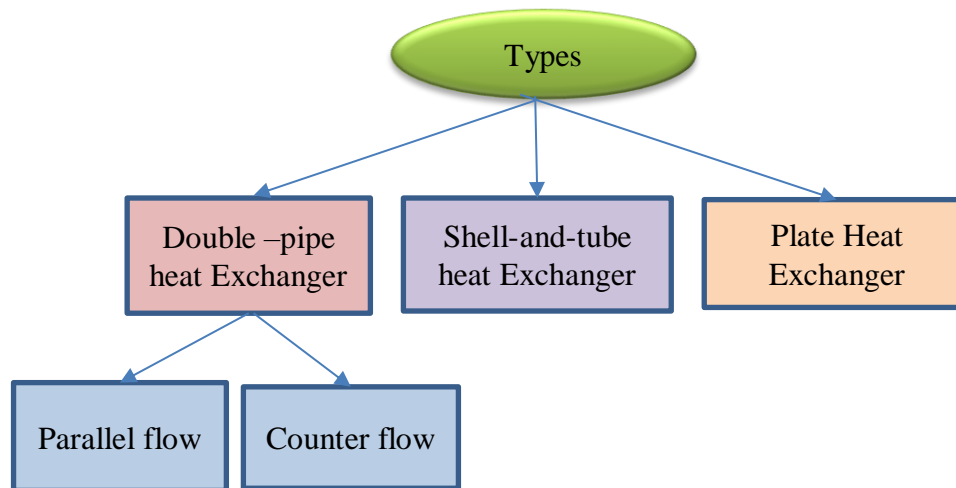 Types
Double –pipe
heat Exchanger
Shell-and-tube
heat Exchanger
Plate Heat
Exchanger
Parallel flow
Counter flow